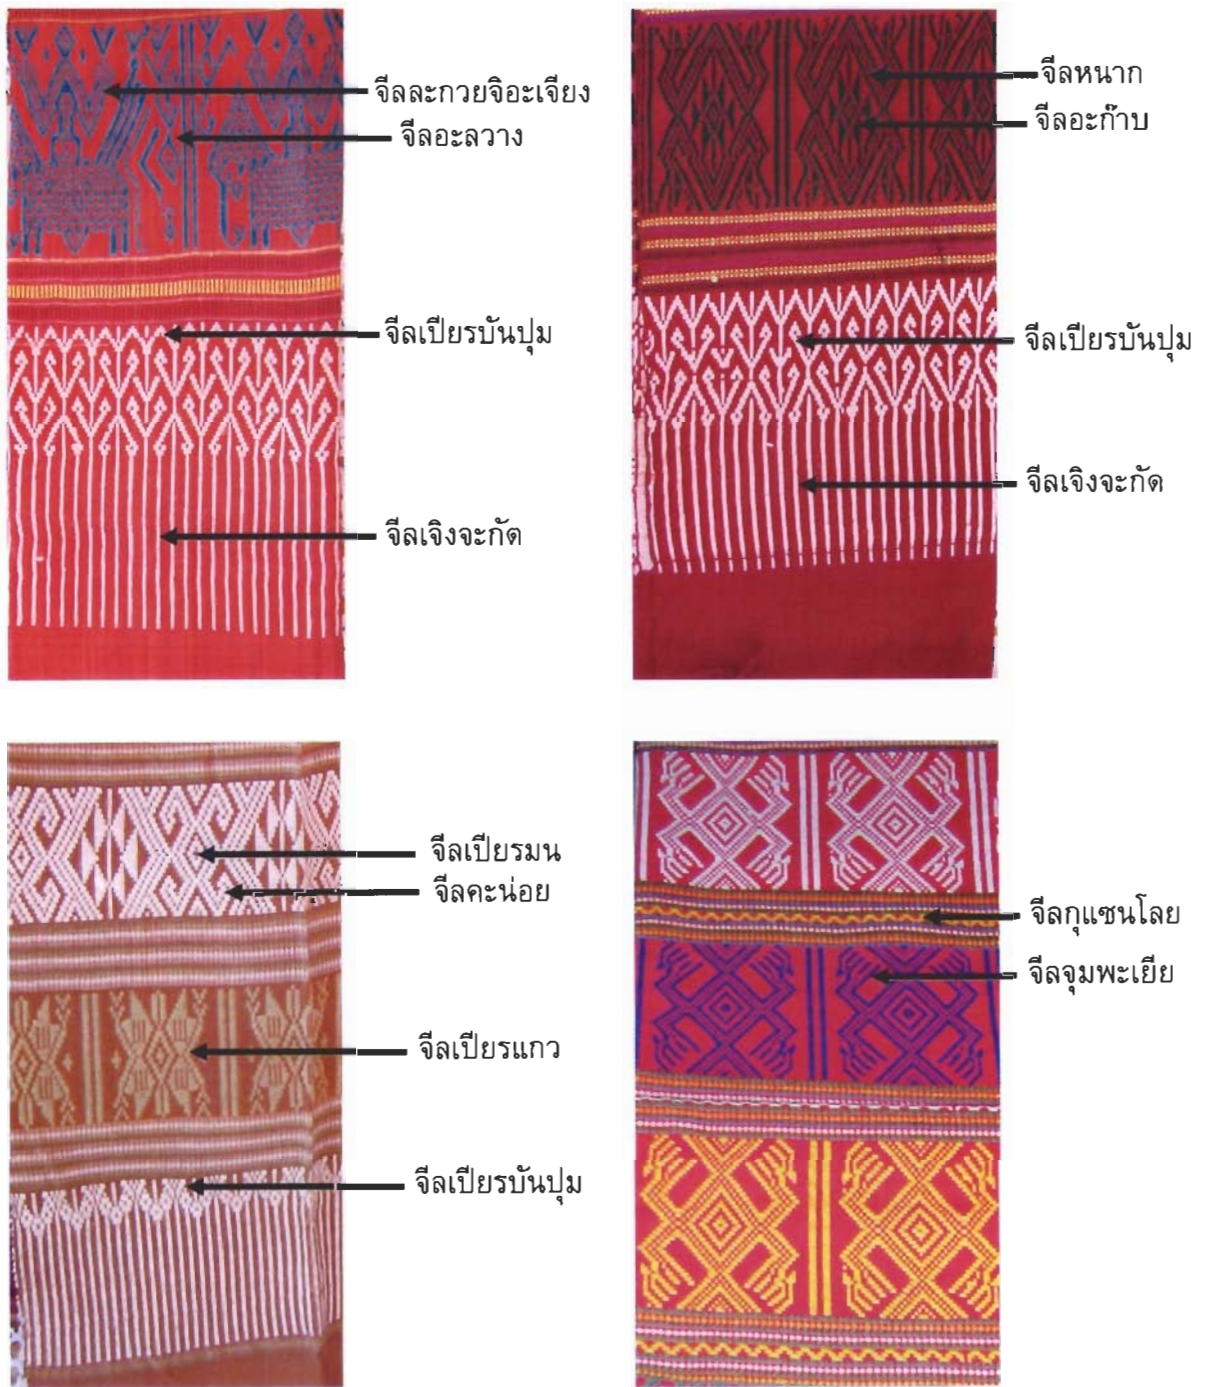 จีลละกวยจิอะเจียง
จีลอะลวาง
จีลเปียรบันปุม
จีลเจิงจะกัต
จีลหนาก
จีลอะก๊าบ
จีลเปียรบันปุม
จีลเจิงจะกัด
จีลเปียรมน
จีลคะน่อย
จีลเปียรแกว
จีลเปียรบันปุม
จีลกุแซนโลย
จีลจุมพะเยีย